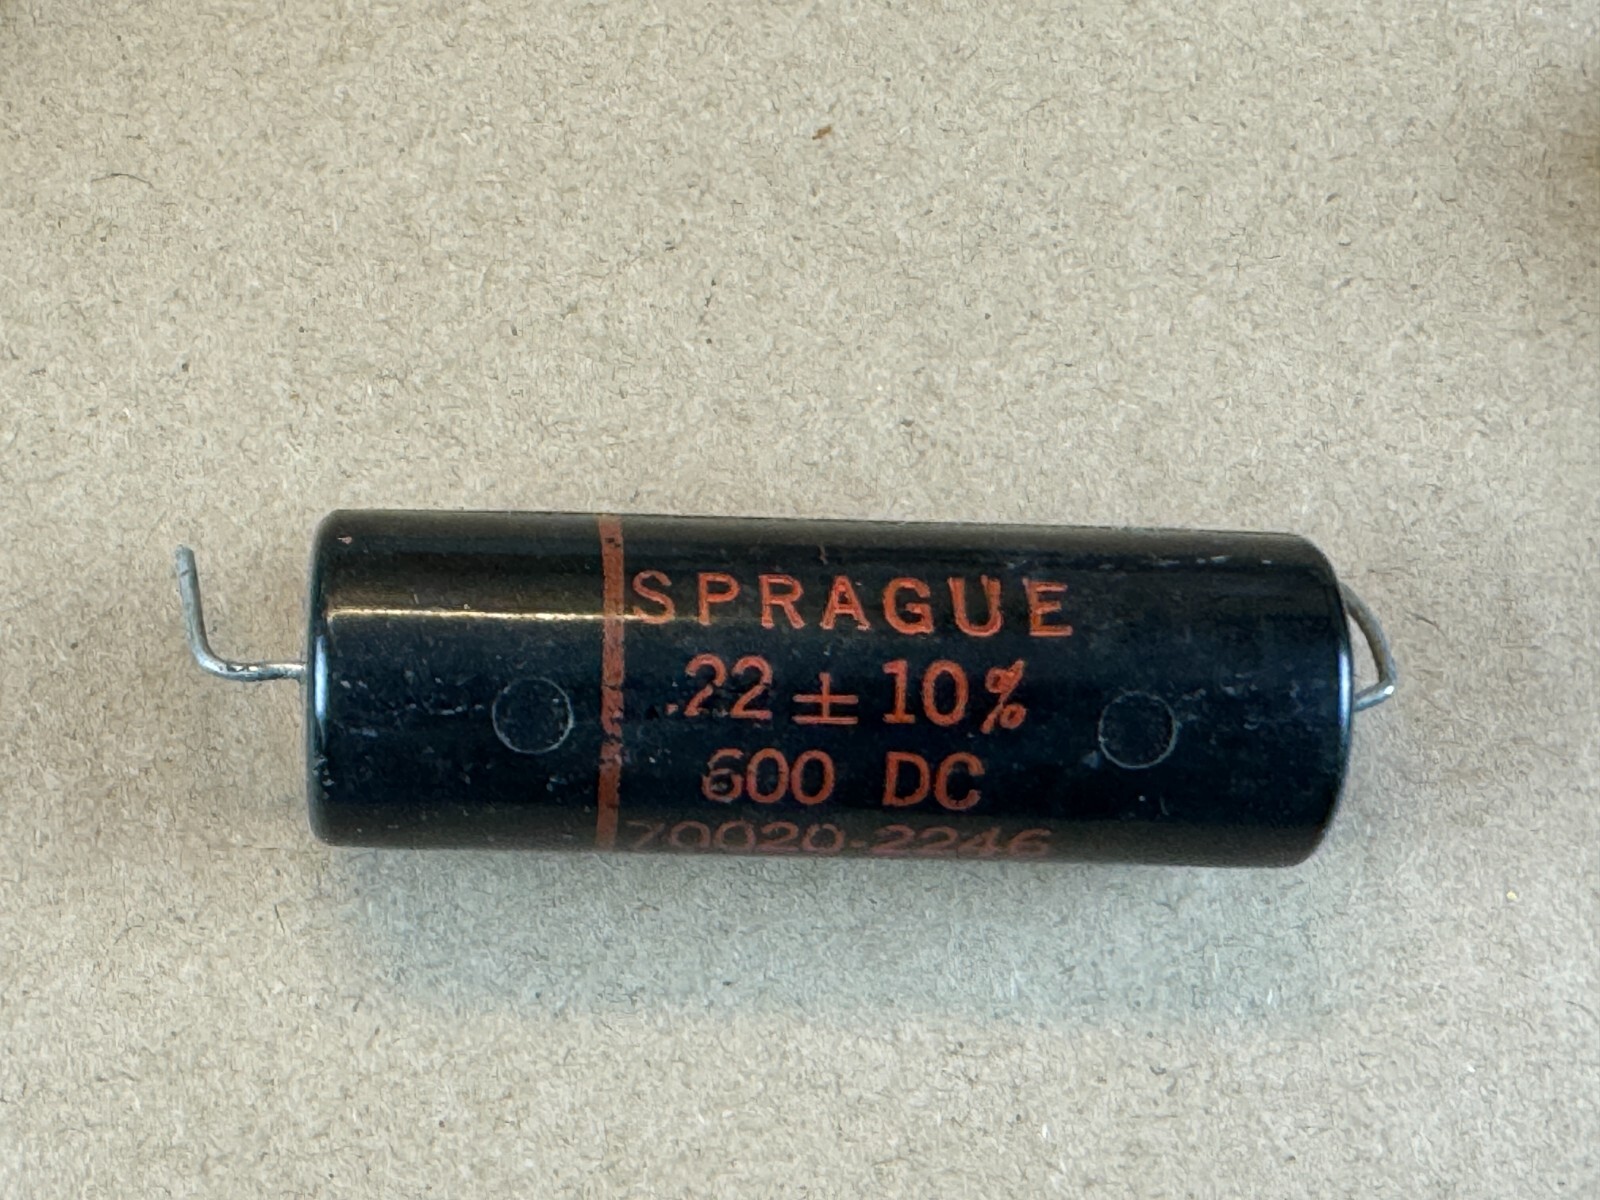 SPRAGUE
.22 ± 10%
600 DC
70020-2246